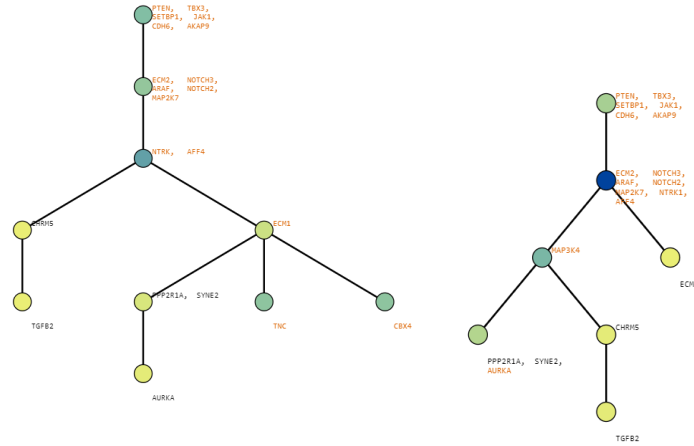 PTEN, TBX3,
SETBP1, JAK1,
CDH6, AKAP9
ECM2, NOTCH3,
ARAF, NOTCH2,
MAP2K7
NTRK, AFF4
CHRM5
ECM1
TGFB2
PPP2R1A, SYNE2
TNC
CBX4
AURKA
PTEN, TBX3,
SETBP1, JAK1,
CDH6, AKAP9
ECM2, NOTCH3,
ARAF, NOTCH2,
MAP2K7, NTRK1,
AFF4
MAP3K4
ECM
PPP2R1A, SYNE2,
AURKA
CHRM5
TGFB2